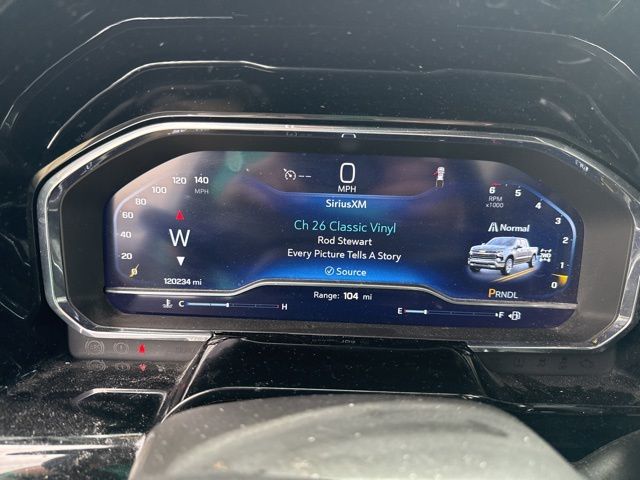 0
MPH
120 140
100
MPH
80
60
40
20
W
120234 mi
SiriusXM
Ch 26 Classic Vinyl
Rod Stewart
Every Picture Tells A Story
Source
6 5
RPM
x1000
4
3
2
1
0
Normal
PRNDL
C H
Range: 104 mi
E F